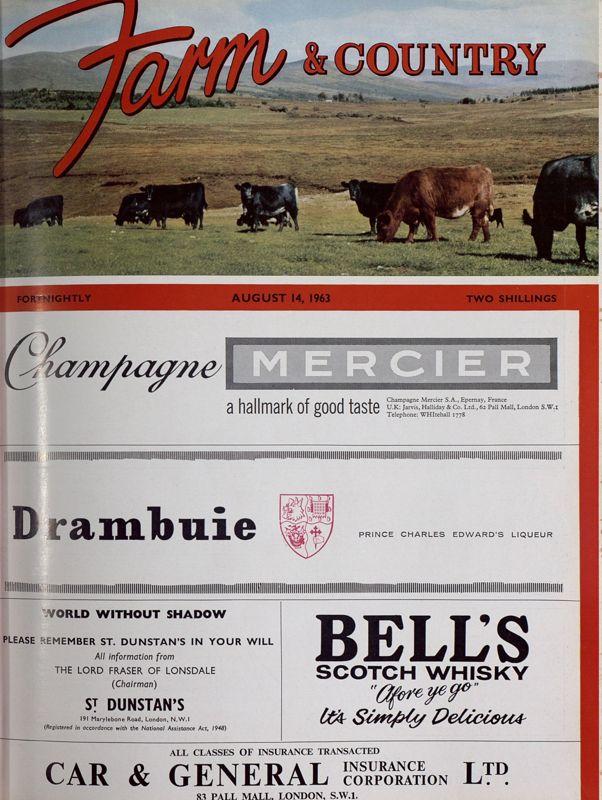 Farm & COUNTRY
FORTNIGHTLY AUGUST 14, 1963 TWO SHILLINGS
Champagne MERCIER
a hallmark of good taste
Champagne Mercier S.A., Epernay, France
U.K: Jarvis, Halliday & Co. Ltd., 62 Pall Mall, London S.W.1
Telephone: WHItehall 1778
Drambuie
PRINCE CHARLES EDWARD'S LIQUEUR
WORLD WITHOUT SHADOW
PLEASE REMEMBER ST. DUNSTAN'S IN YOUR WILL
All information from
THE LORD FRASER OF LONSDALE
(Chairman)
ST. DUNSTAN'S
191 Marylebone Road, London, N.W.1
(Registered in accordance with the National Assistance Act, 1948)
BELL'S
SCOTCH WHISKY
"Afore ye go"
It's Simply Delicious
ALL CLASSES OF INSURANCE TRANSACTED
CAR & GENERAL INSURANCE CORPORATION LTD.
83 PALL MALL, LONDON, S.W.1.